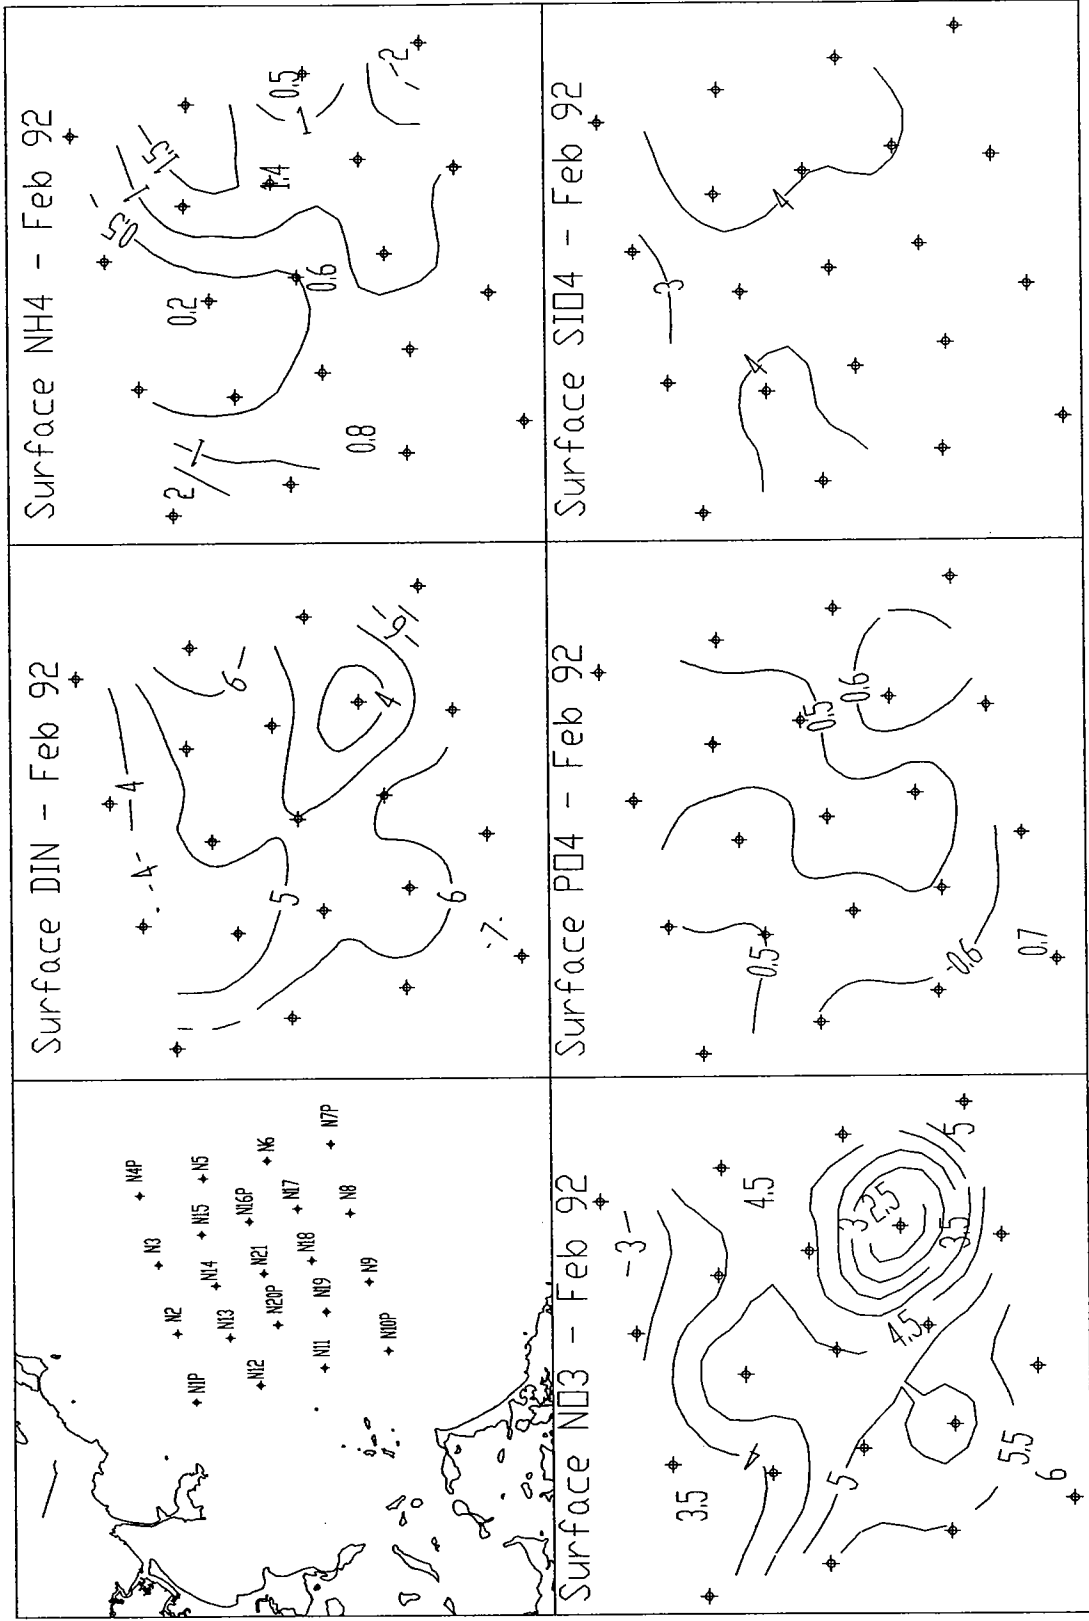 N4P
N3
N5
N15
N2
N1P
N14
N16P
N6
N13
N7P
N21
N17
N12
N20P
N8
N18
N19
N9
N11
N10P
Surface DIN - Feb 92
4
4
6
5
4
6
6
7
Surface NH4 - Feb 92
1.5
1
0.5
0.5
2
0.2
1.4
1
2
1
0.6
0.8
Surface NO3 - Feb 92
3
4.5
3.5
4
3
2.5
5
3.5
4.5
5
5.5
6
Surface PO4 - Feb 92
0.5
0.5
0.6
0.6
0.7
Surface SIO4 - Feb 92
3
4
4